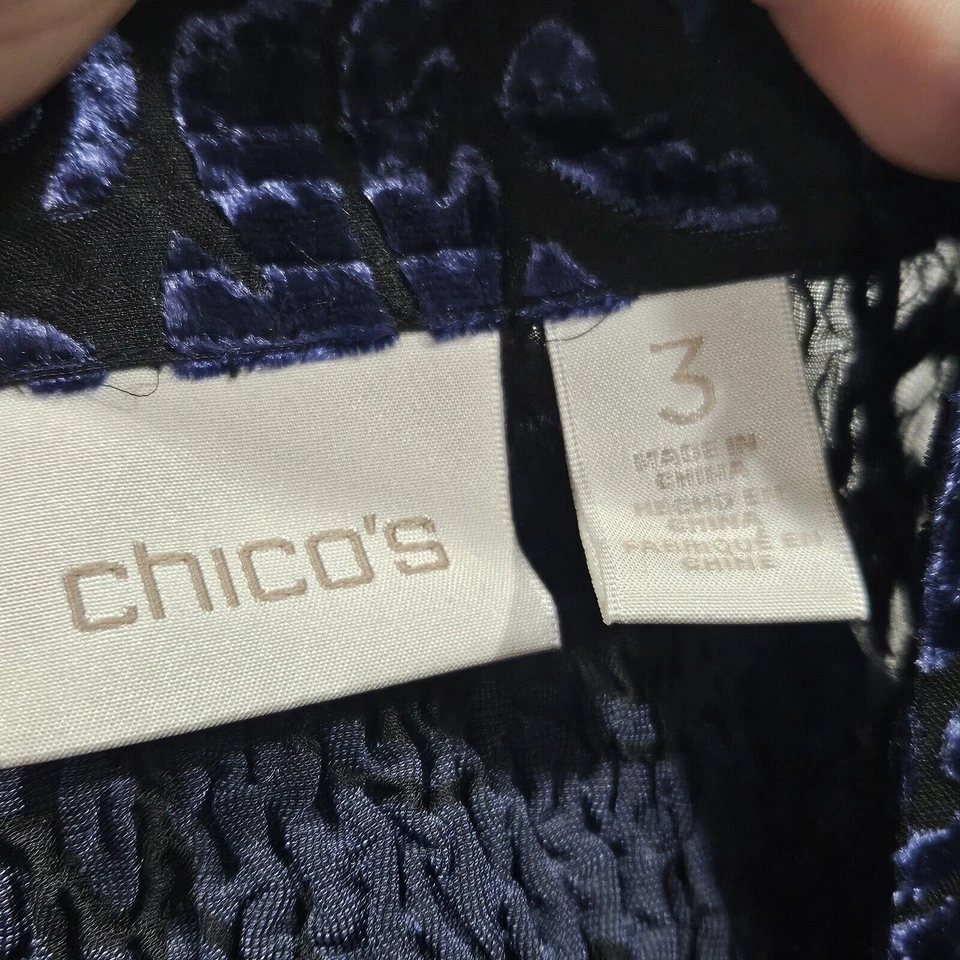 chico's
3
MADE IN
CHINA
HECHO EN
CHINA
FABRIQUÉ EN
CHINE